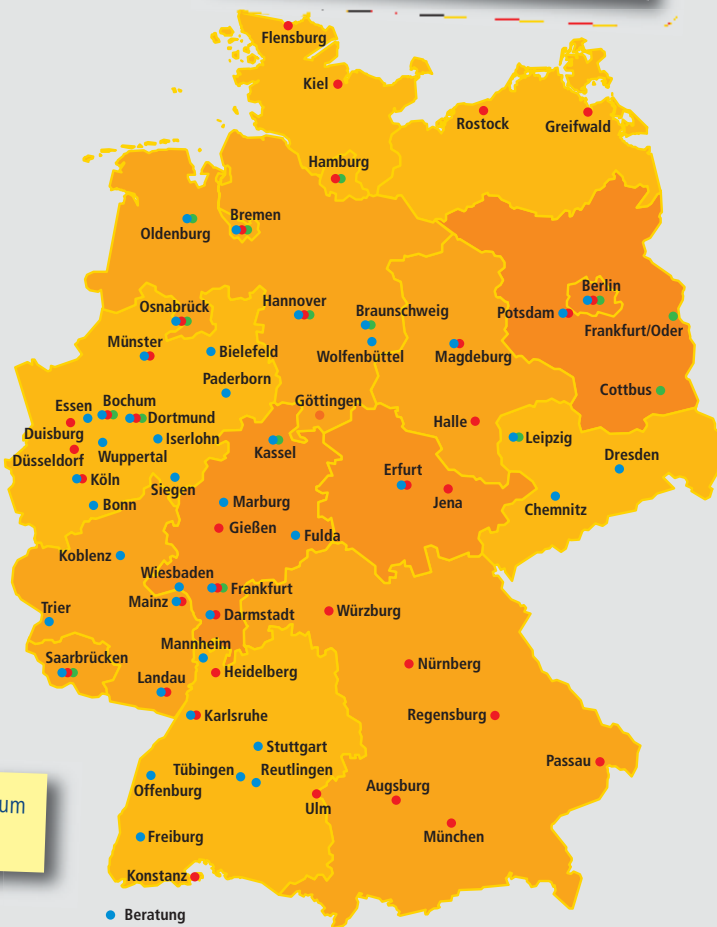 Flensburg
Kiel
Rostock
Greifwald
Hamburg
Bremen
Oldenburg
Berlin
Osnabrück
Hannover
Braunschweig
Potsdam
Frankfurt/Oder
Münster
Bielefeld
Wolfenbüttel
Magdeburg
Paderborn
Cottbus
Göttingen
Essen
Bochum
Dortmund
Halle
Duisburg
Iserlohn
Leipzig
Düsseldorf
Wuppertal
Kassel
Dresden
Köln
Siegen
Erfurt
Jena
Bonn
Marburg
Chemnitz
Gießen
Fulda
Koblenz
Wiesbaden
Frankfurt
Mainz
Trier
Darmstadt
Würzburg
Mannheim
Saarbrücken
Heidelberg
Nürnberg
Landau
Karlsruhe
Regensburg
Stuttgart
Passau
Tübingen
Reutlingen
Offenburg
Augsburg
Ulm
um
Freiburg
München
Konstanz
Beratung